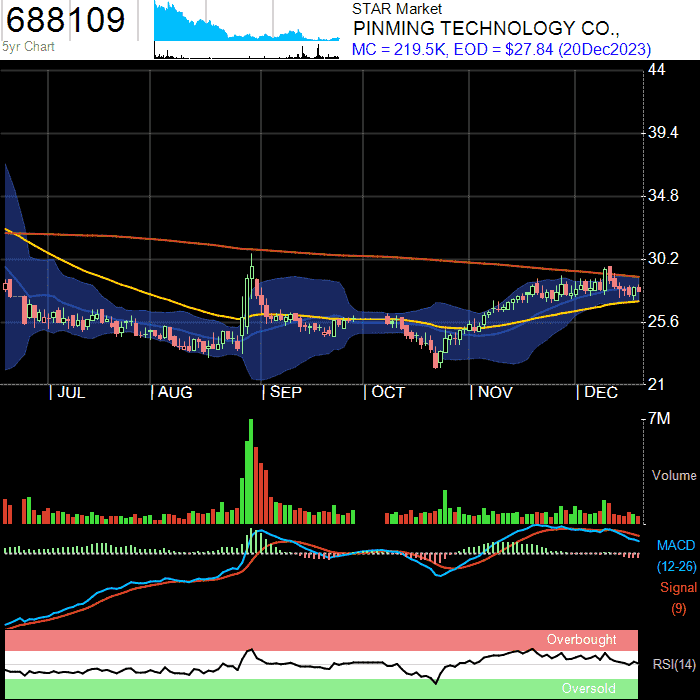 688109
5yr Chart
STAR Market
PINMING TECHNOLOGY CO.,
MC = 219.5K, EOD = $27.84 (20Dec2023)
44
39.4
34.8
30.2
25.6
21
| JUL | AUG | SEP | OCT | NOV | DEC
7M
Volume
MACD
(12-26)
Signal
(9)
Overbought
RSI(14)
Oversold